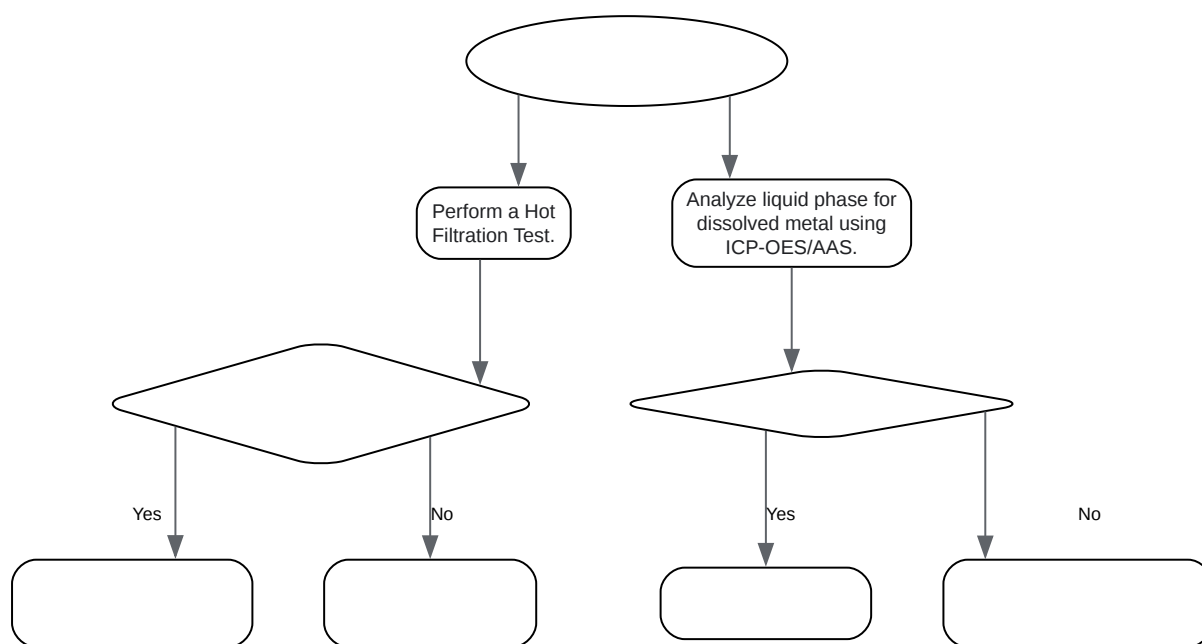 Perform a Hot
Filtration Test.
Analyze liquid phase for
dissolved metal using
ICP-OES/AAS.
Yes
No
Yes
No